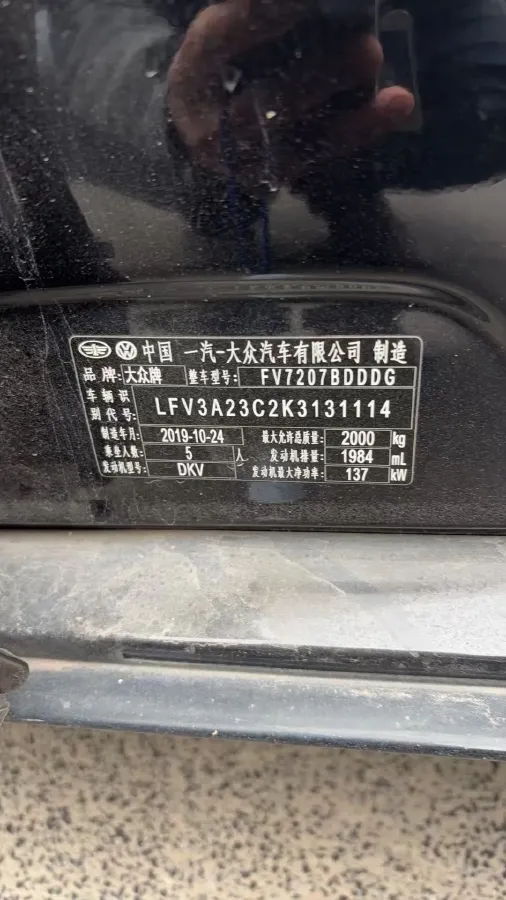 中国 一汽-大众汽车有限公司 制造
品 牌: 大众牌 整车型号: FV7207BDDDG
车 辆 识
别 代 号: LFV3A23C2K3131114
制造年月: 2019-10-24 最大允许总质量: 2000 kg
乘坐人数: 5 人 发动机排量: 1984 mL
发动机型号: DKV 发动机最大净功率: 137 kW